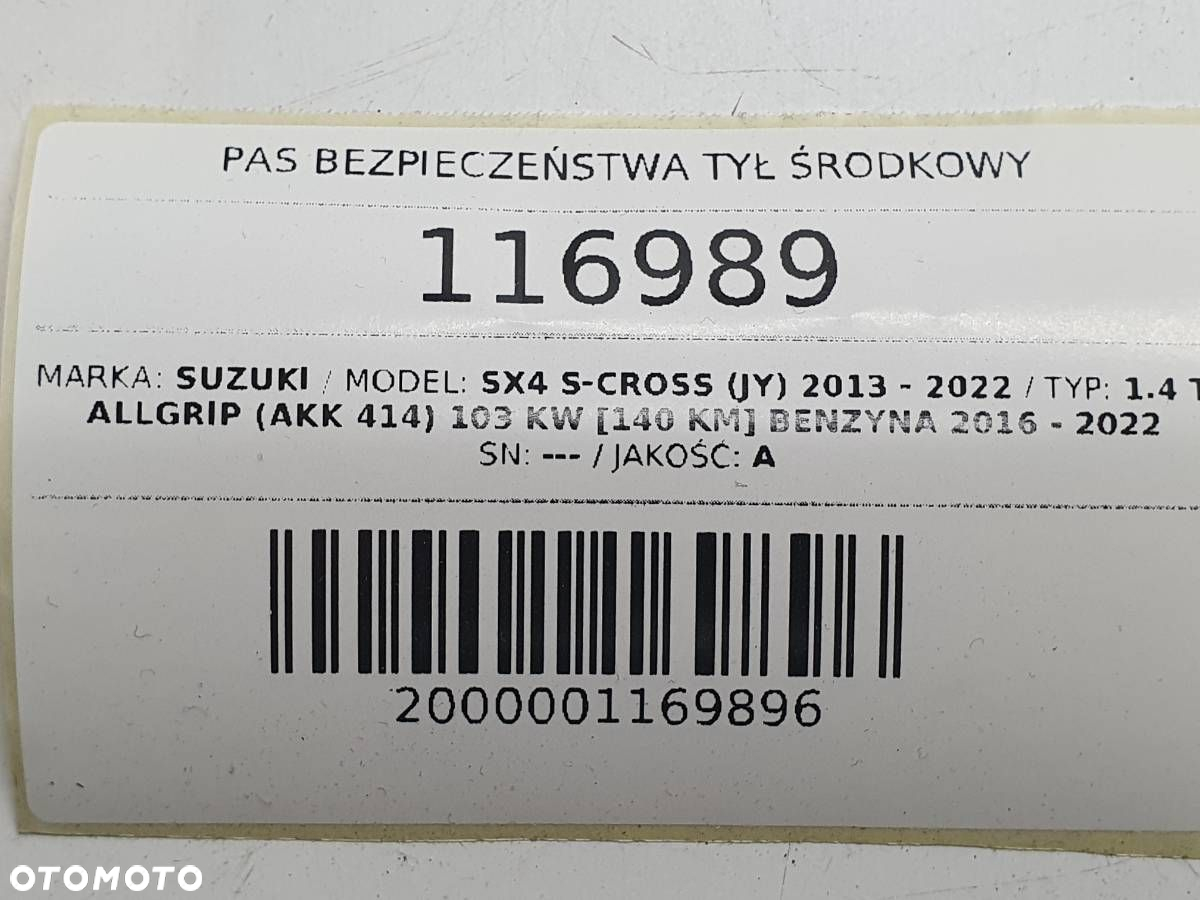 PAS BEZPIECZEŃSTWA TYŁ ŚRODKOWY
116989
MARKA: SUZUKI / MODEL: SX4 S-CROSS (JY) 2013 - 2022 / TYP: 1.4 T
ALLGRIP (AKK 414) 103 KW [140 KM] BENZYNA 2016 - 2022
SN: --- / JAKOŚĆ: A
2000001169896
OTOMOTO